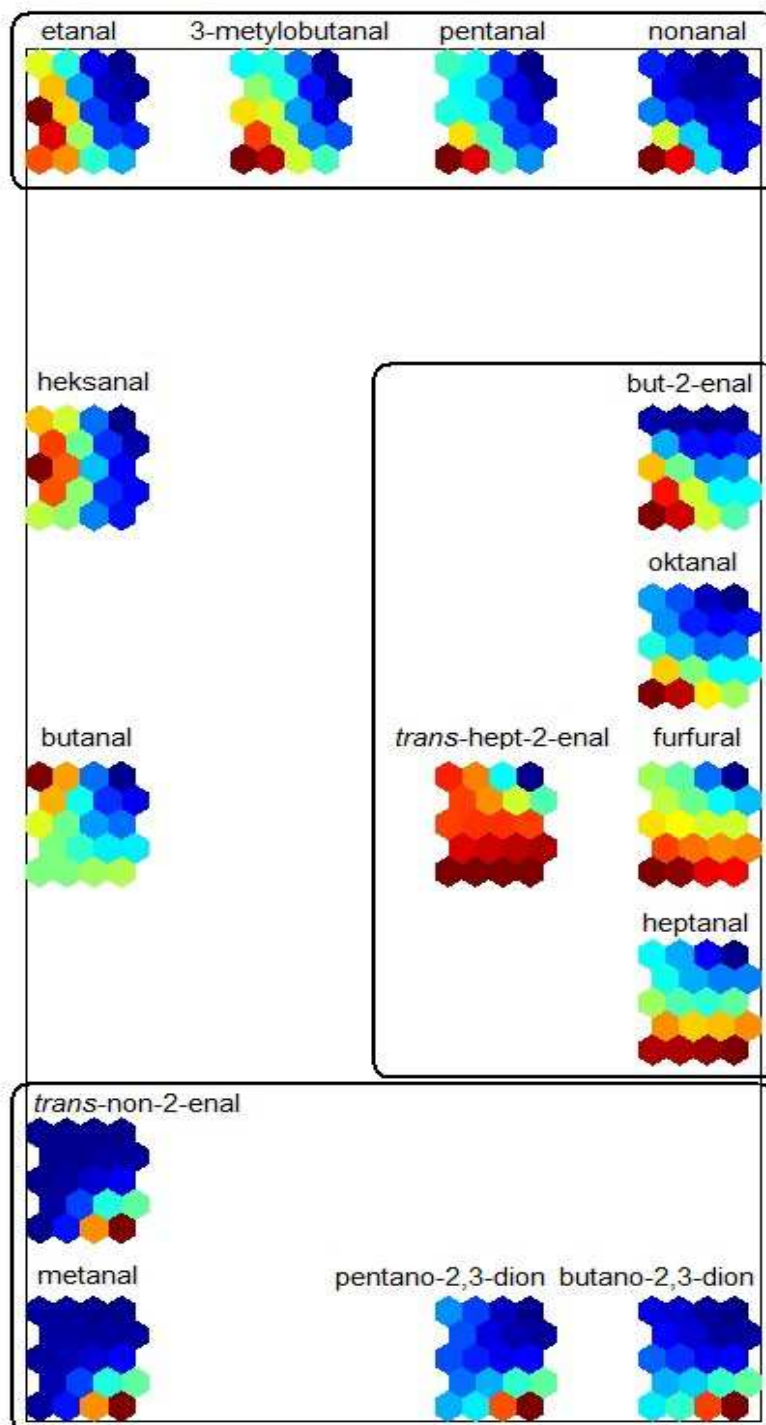 etanal 3-metylobutanal pentanal nonanal
heksanal but-2-enal
oktanal
butanal trans-hept-2-enal furfural
heptanal
trans-non-2-enal
metanal pentano-2,3-dion butano-2,3-dion